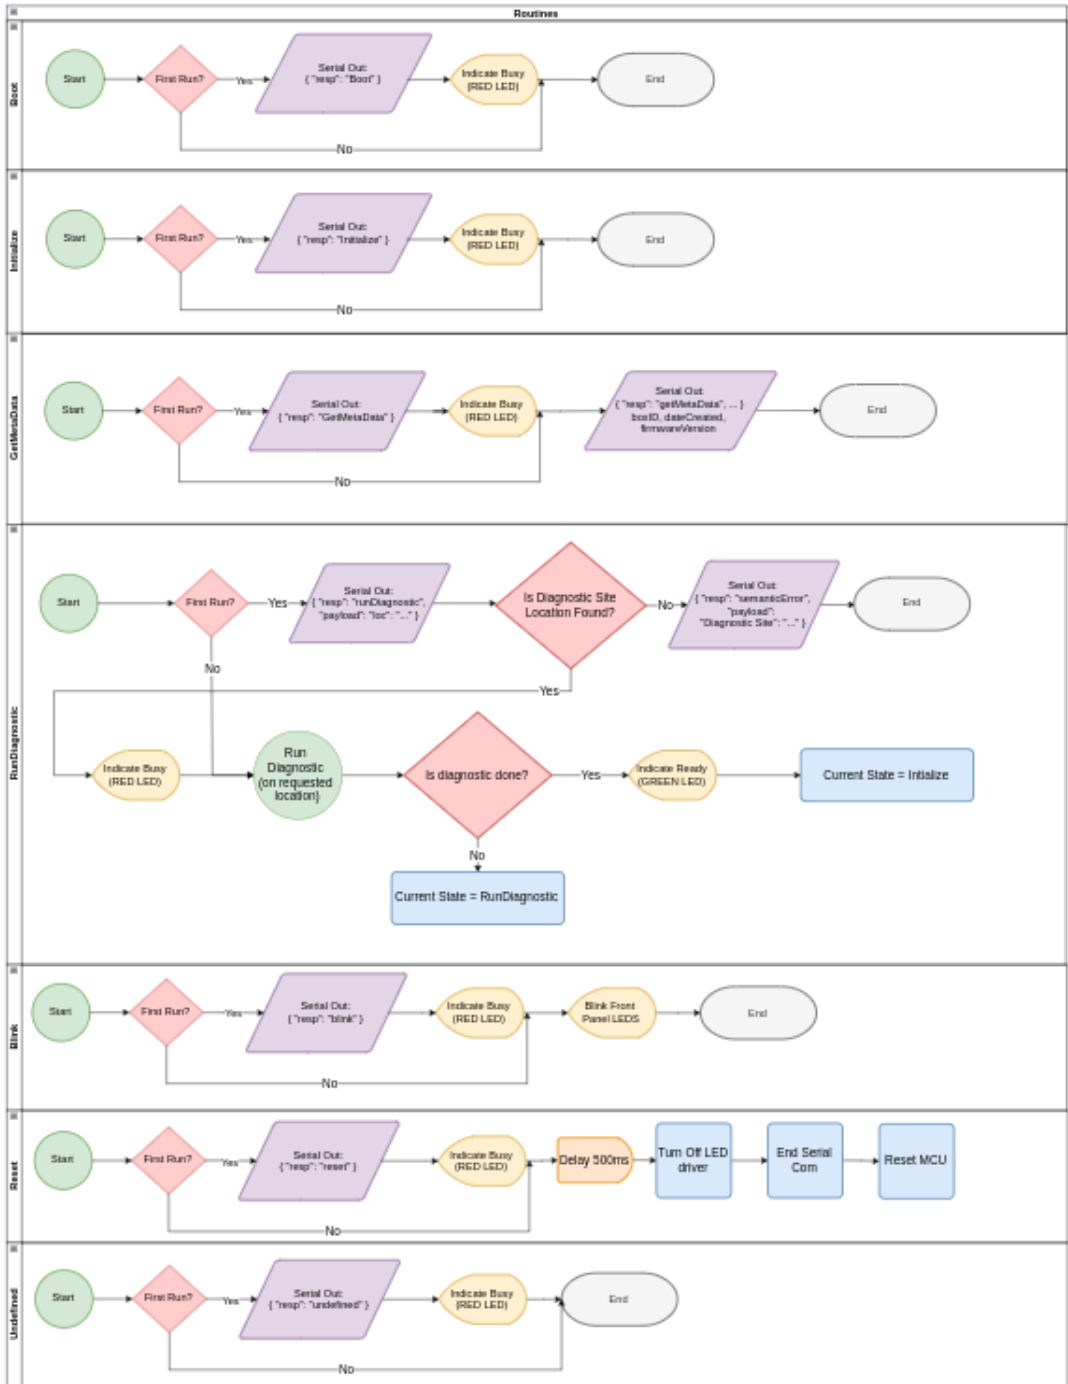 Routines
Boot
Start
First Run?
Yes
Serial Out:
{ "resp": "Boot" }
Indicate Busy
(RED LED)
End
No
Initialize
Start
First Run?
Yes
Serial Out:
{ "resp": "Initialize" }
Indicate Busy
(RED LED)
End
No
GetMetaData
Start
First Run?
Yes
Serial Out:
{ "resp": "GetMetaData" }
Indicate Busy
(RED LED)
Serial Out:
{ "resp": "getMetaData", ... }
boxID, dateCreated,
firmwareVersion
End
No
RunDiagnostic
Start
First Run?
Yes
Serial Out:
{ "resp": "runDiagnostic",
"payload": "loc": "..." }
Is Diagnostic Site
Location Found?
No
Serial Out:
{ "resp": "semanticError",
"payload":
"Diagnostic Site": "..." }
End
No
Yes
Indicate Busy
(RED LED)
Run
Diagnostic
(on requested
location)
Is diagnostic done?
Yes
Indicate Ready
(GREEN LED)
Current State = Intialize
No
Current State = RunDiagnostic
Blink
Start
First Run?
Yes
Serial Out:
{ "resp": "blink" }
Indicate Busy
(RED LED)
Blink Front
Panel LEDS
End
No
Reset
Start
First Run?
Yes
Serial Out:
{ "resp": "reset" }
Indicate Busy
(RED LED)
Delay 500ms
Turn Off LED
driver
End Serial
Com
Reset MCU
No
Undefined
Start
First Run?
Yes
Serial Out:
{ "resp": "undefined" }
Indicate Busy
(RED LED)
End
No